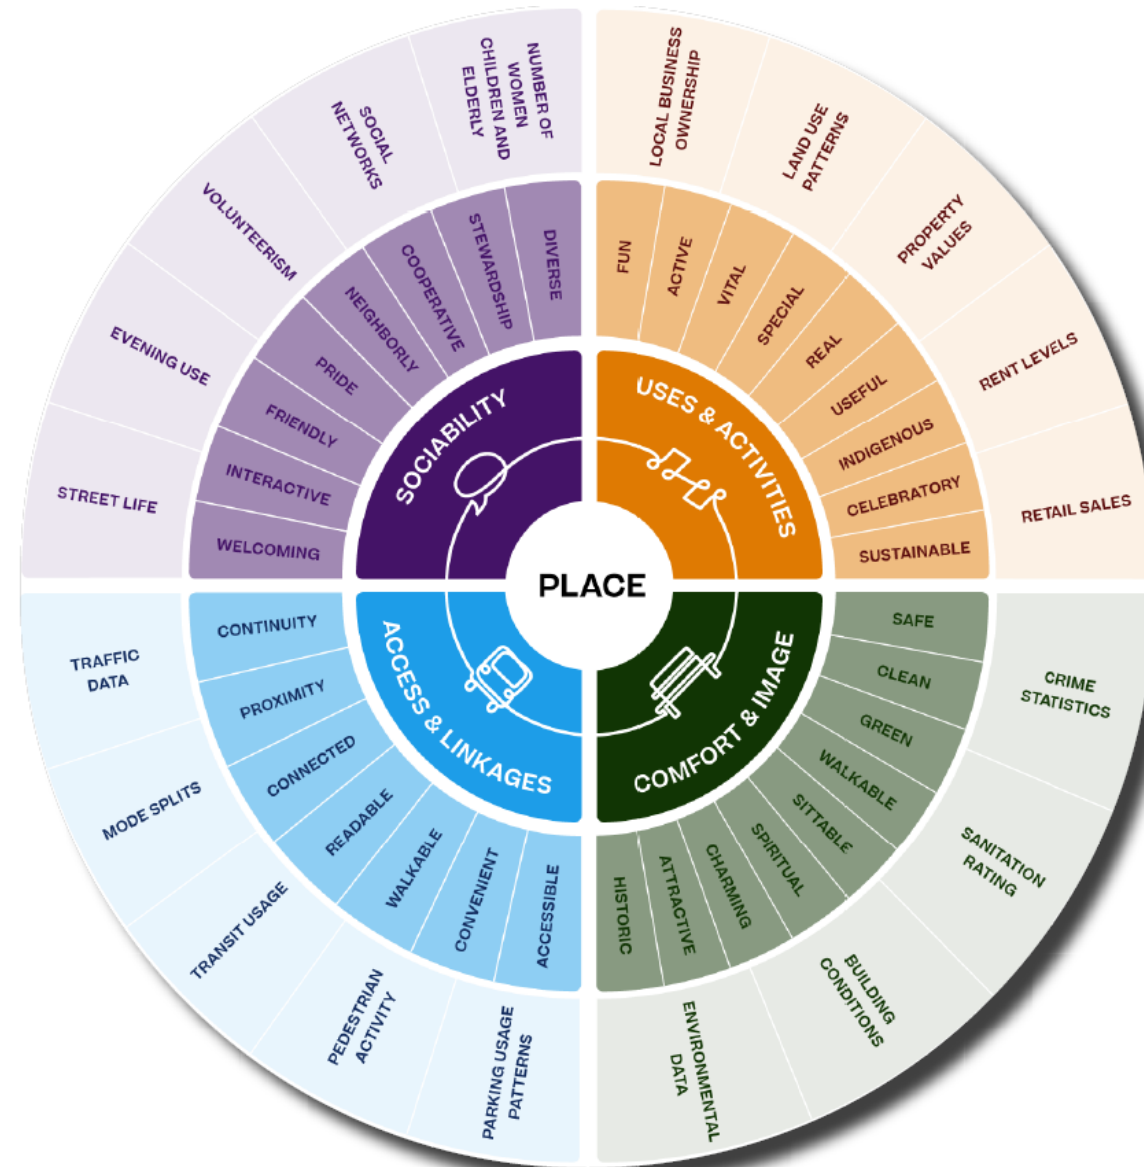 PLACE
SOCIABILITY
USES & ACTIVITIES
COMFORT & IMAGE
ACCESS & LINKAGES
WELCOMING
INTERACTIVE
FRIENDLY
PRIDE
NEIGHBORLY
COOPERATIVE
STEWARDSHIP
DIVERSE
FUN
ACTIVE
VITAL
SPECIAL
REAL
USEFUL
INDIGENOUS
CELEBRATORY
SUSTAINABLE
SAFE
CLEAN
GREEN
WALKABLE
SITTABLE
SPIRITUAL
CHARMING
ATTRACTIVE
HISTORIC
ACCESSIBLE
CONVENIENT
WALKABLE
READABLE
CONNECTED
PROXIMITY
CONTINUITY
STREET LIFE
EVENING USE
VOLUNTEERISM
SOCIAL
NETWORKS
NUMBER OF
WOMEN
CHILDREN AND
ELDERLY
LOCAL BUSINESS
OWNERSHIP
LAND USE
PATTERNS
PROPERTY
VALUES
RENT LEVELS
RETAIL SALES
CRIME
STATISTICS
SANITATION
RATING
BUILDING
CONDITIONS
ENVIRONMENTAL
DATA
PARKING USAGE
PATTERNS
PEDESTRIAN
ACTIVITY
TRANSIT USAGE
MODE SPLITS
TRAFFIC
DATA